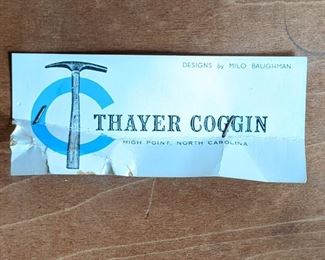 DESIGNS by MILO BAUGHMAN
THAYER COGGIN
HIGH POINT, NORTH CAROLINA